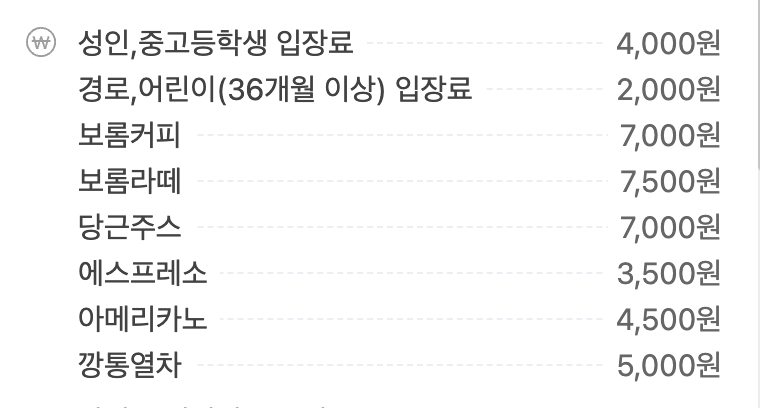 ₩ 성인,중고등학생 입장료 4,000원
경로,어린이(36개월 이상) 입장료 2,000원
보롬커피 7,000원
보롬라떼 7,500원
당근주스 7,000원
에스프레소 3,500원
아메리카노 4,500원
깡통열차 5,000원